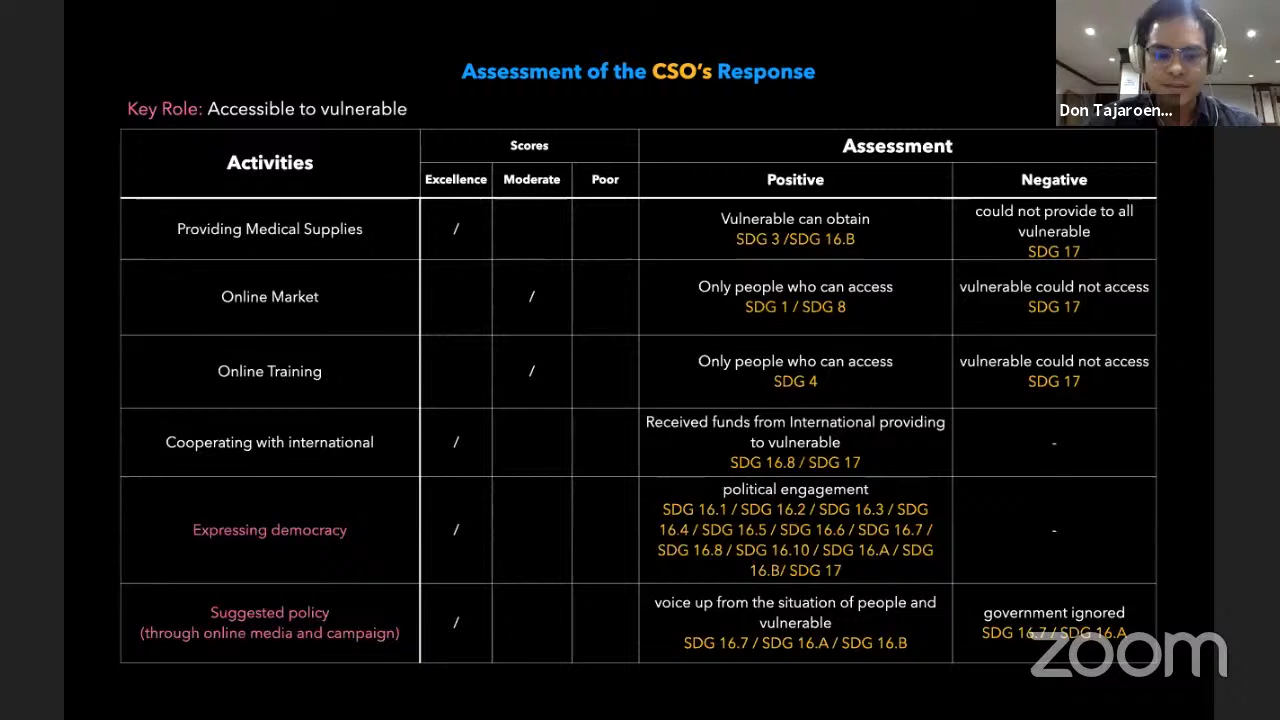 Assessment of the CSO's Response
Don Tajaroen...
Key Role: Accessible to vulnerable
Activities
Scores
Assessment
Excellence
Moderate
Poor
Positive
Negative
Providing Medical Supplies
/
Vulnerable can obtain
SDG 3 /SDG 16.B
could not provide to all
vulnerable
SDG 17
Online Market
/
Only people who can access
SDG 1 / SDG 8
vulnerable could not access
SDG 17
Online Training
/
Only people who can access
SDG 4
vulnerable could not access
SDG 17
Cooperating with international
/
Received funds from International providing
to vulnerable
SDG 16.8 / SDG 17
-
Expressing democracy
/
political engagement
SDG 16.1 / SDG 16.2 / SDG 16.3 / SDG
16.4 / SDG 16.5 / SDG 16.6 / SDG 16.7 /
SDG 16.8 / SDG 16.10 / SDG 16.A / SDG
16.B/ SDG 17
-
Suggested policy
(through online media and campaign)
/
voice up from the situation of people and
vulnerable
SDG 16.7 / SDG 16.A / SDG 16.B
government ignored
SDG 16.7 / SDG 16.A
zoom